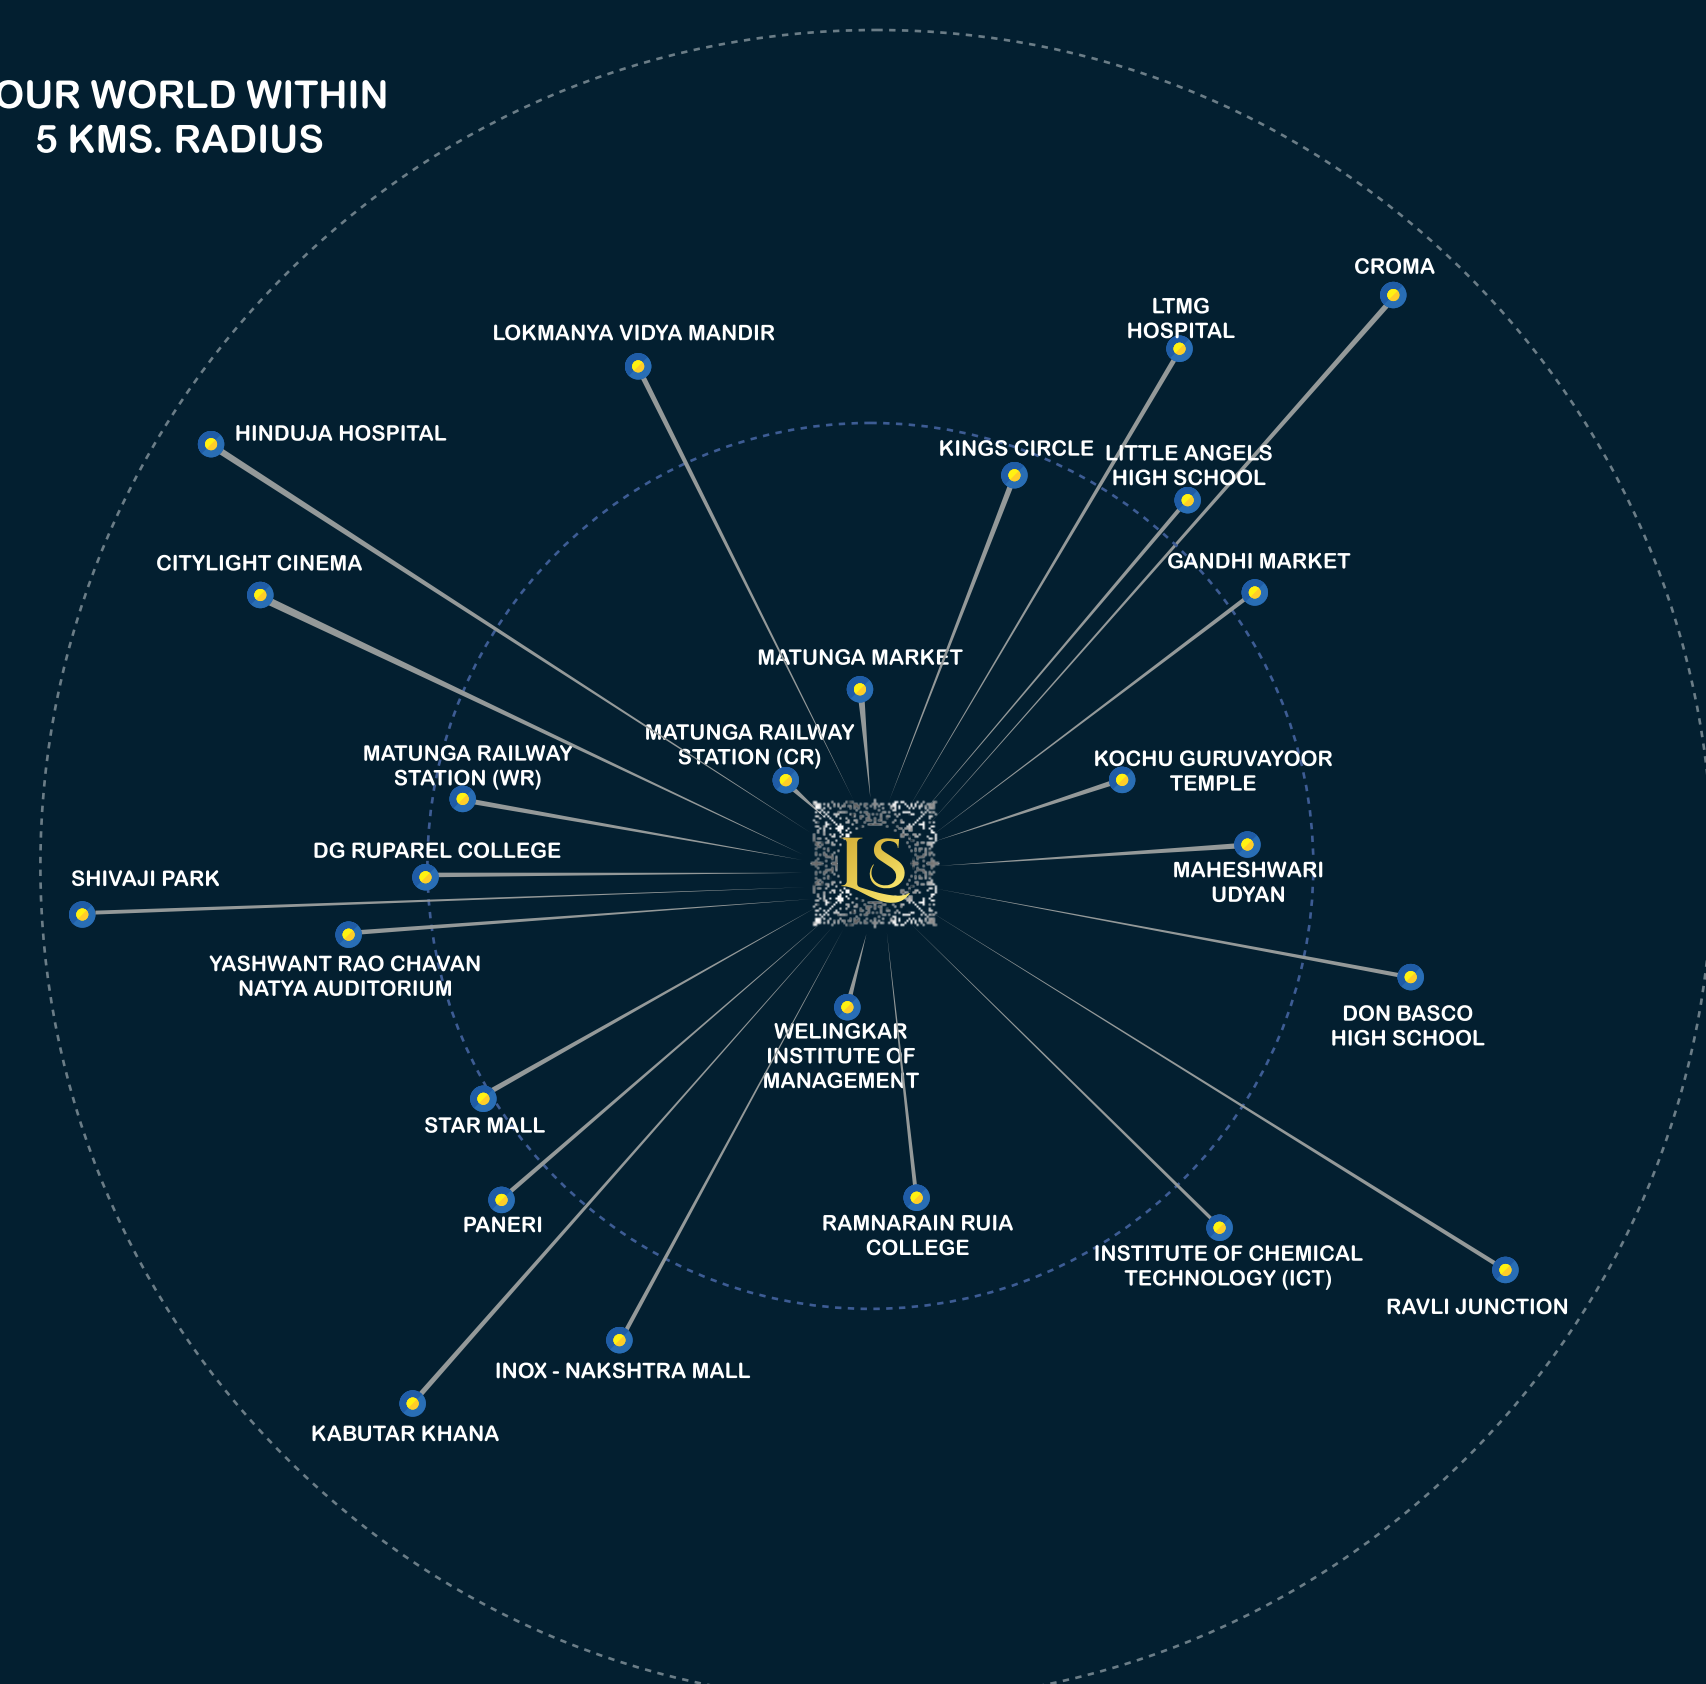 OUR WORLD WITHIN
5 KMS. RADIUS
CROMA
LTMG
HOSPITAL
LOKMANYA VIDYA MANDIR
HINDUJA HOSPITAL
KINGS CIRCLE
LITTLE ANGELS
HIGH SCHOOL
CITYLIGHT CINEMA
GANDHI MARKET
MATUNGA MARKET
MATUNGA RAILWAY
STATION (CR)
MATUNGA RAILWAY
STATION (WR)
KOCHU GURUVAYOOR
TEMPLE
DG RUPAREL COLLEGE
LS
MAHESHWARI
UDYAN
SHIVAJI PARK
YASHWANT RAO CHAVAN
NATYA AUDITORIUM
DON BASCO
HIGH SCHOOL
WELINGKAR
INSTITUTE OF
MANAGEMENT
STAR MALL
PANERI
RAMNARAIN RUIA
COLLEGE
INSTITUTE OF CHEMICAL
TECHNOLOGY (ICT)
RAVLI JUNCTION
INOX - NAKSHTRA MALL
KABUTAR KHANA